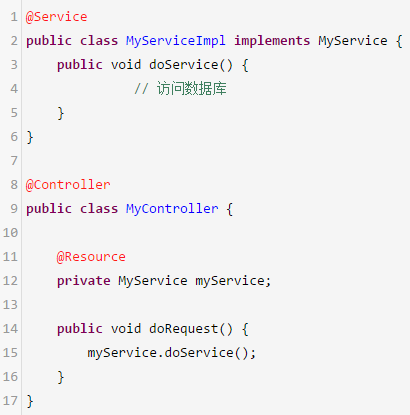 1 @Service
2 public class MyServiceImpl implements MyService {
3     public void doService() {
4               // 访问数据库
5     }
6 }
7
8 @Controller
9 public class MyController {
10
11     @Resource
12     private MyService myService;
13
14     public void doRequest() {
15         myService.doService();
16     }
17 }